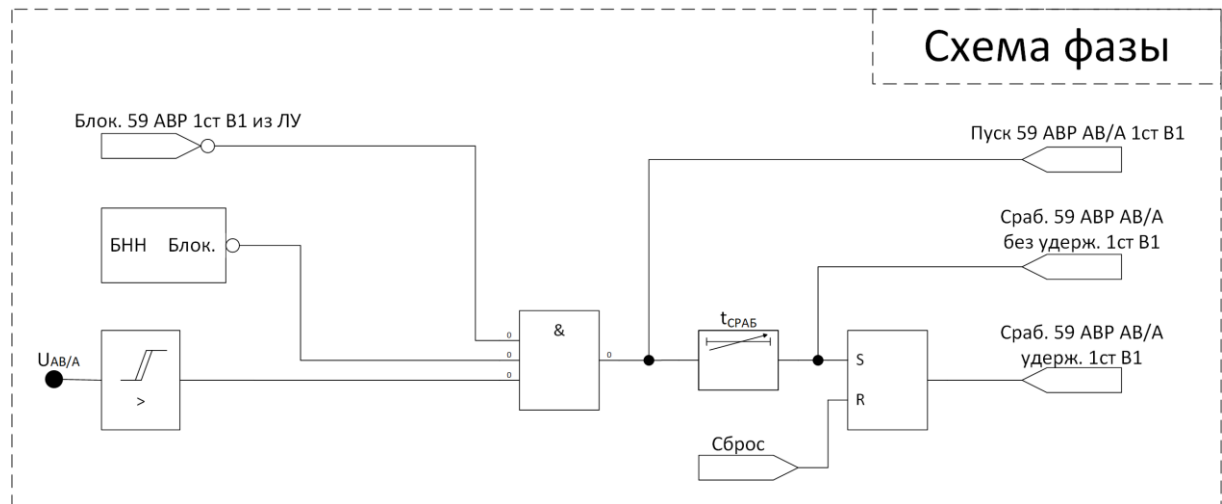 Схема фазы
Блок. 59 АВР 1ст В1 из ЛУ
Пуск 59 АВР АВ/А 1ст В1
Сраб. 59 АВР АВ/А
без удерж. 1ст В1
БНН Блок.
UАВ/А
>
&
0
0
0
0
tСРАБ
S
R
Сраб. 59 АВР АВ/А
удерж. 1ст В1
Сброс